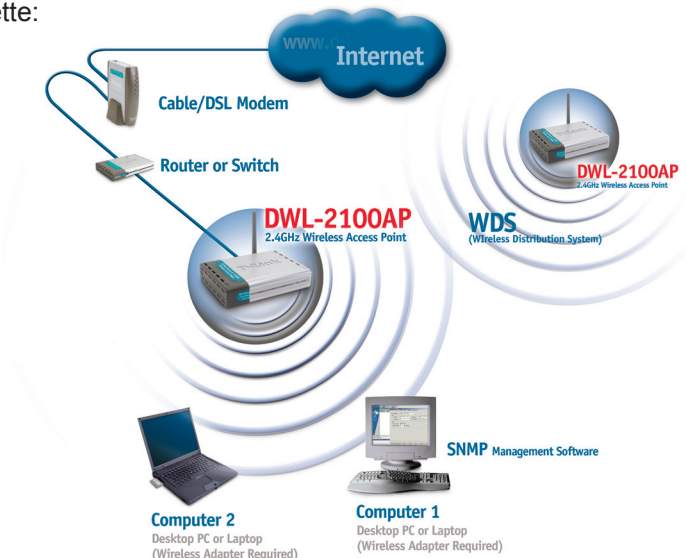 ette:
www.d
Internet
Cable/DSL Modem
Router or Switch
DWL-2100AP
2.4GHz Wireless Access Point
DWL-2100AP
2.4GHz Wireless Access Point
WDS
(WIreless Distribution System)
D-Link
SNMP Management Software
Computer 2
Desktop PC or Laptop
(Wireless Adapter Required)
Computer 1
Desktop PC or Laptop
(Wireless Adapter Required)